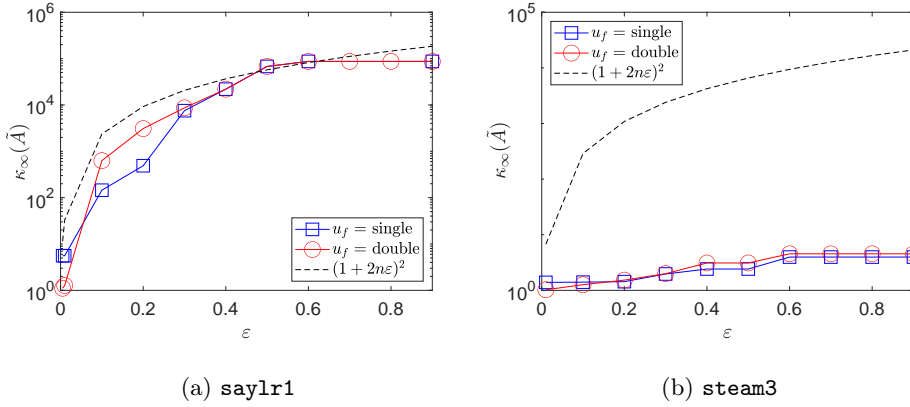 10^6
10^4
10^2
10^0
κ∞(Ã)
u_f = single
u_f = double
(1 + 2nε)^2
0 0.2 0.4 0.6 0.8
ε
(a) saylr1
10^5
10^0
κ∞(Ã)
u_f = single
u_f = double
(1 + 2nε)^2
0 0.2 0.4 0.6 0.8
ε
(b) steam3